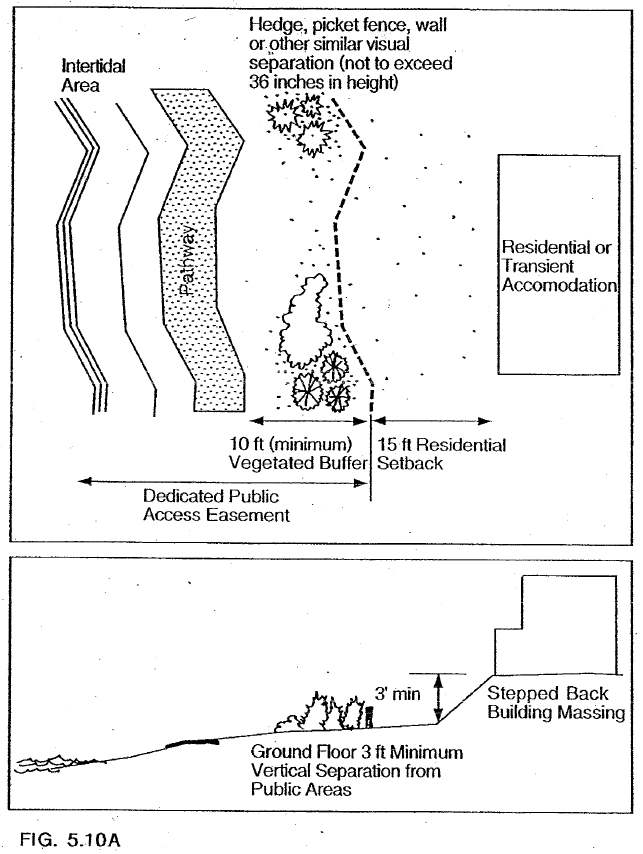 Hedge, picket fence, wall
or other similar visual
separation (not to exceed
36 inches in height)
Intertidal
Area
Pathway
Residential or
Transient
Accomodation
10 ft (minimum)
Vegetated Buffer
15 ft Residential
Setback
Dedicated Public
Access Easement
3' min
Stepped Back
Building Massing
Ground Floor 3 ft Minimum
Vertical Separation from
Public Areas
FIG. 5.10A